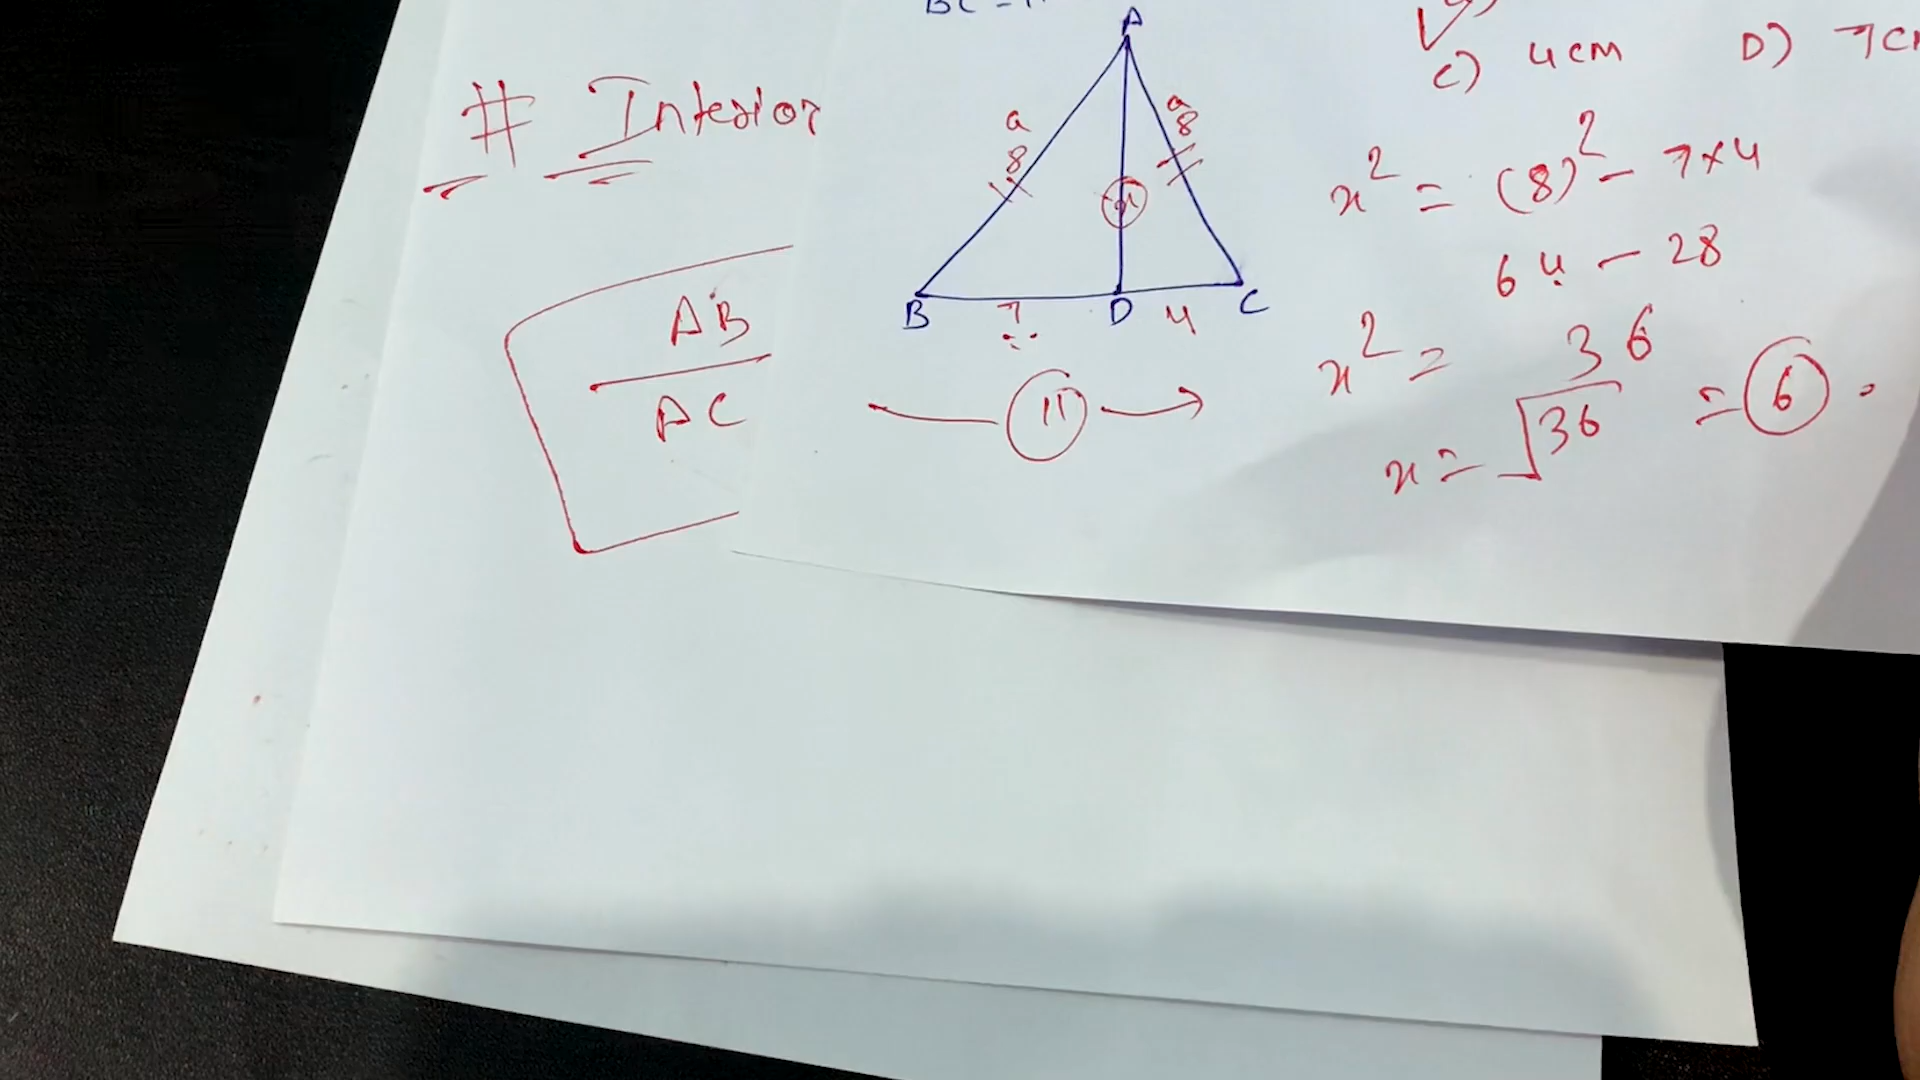 # Interior
AB
AC
A
a
8
a
8
x
B
7
D
4
C
11
C) 4cm D) 7c
x² = (8)² - 7×4
64 - 28
x² = 36
x = √36 = 6